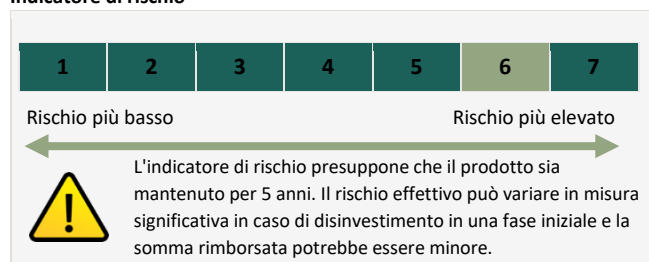 Indicatore di rischio
1 2 3 4 5 6 7
Rischio più basso Rischio più elevato
L'indicatore di rischio presuppone che il prodotto sia
mantenuto per 5 anni. Il rischio effettivo può variare in misura
significativa in caso di disinvestimento in una fase iniziale e la
somma rimborsata potrebbe essere minore.